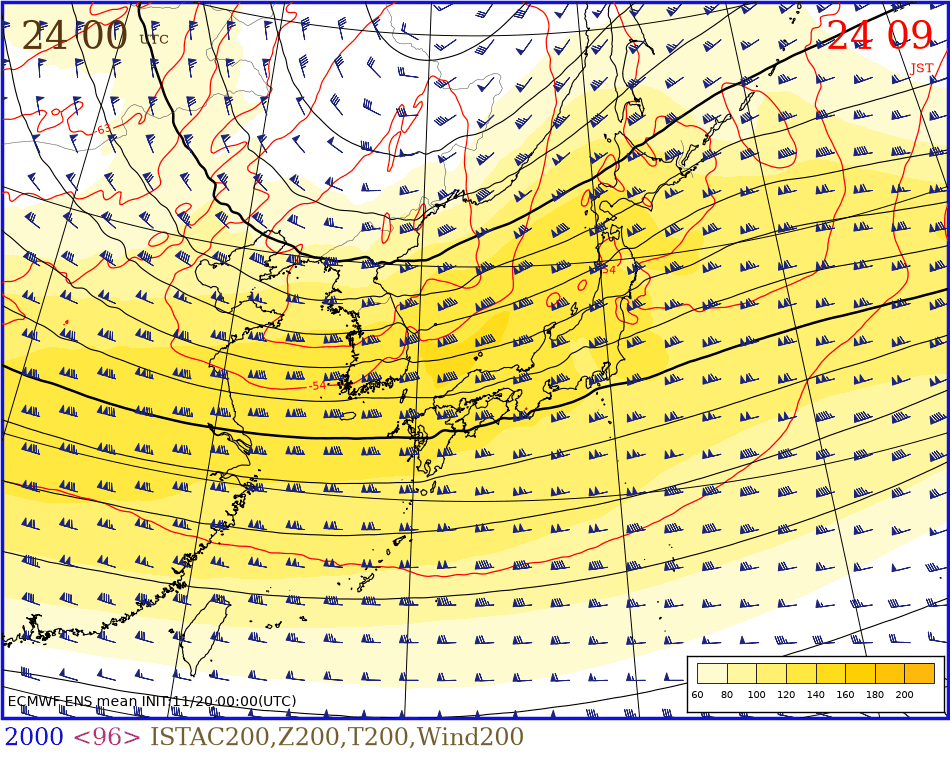 24 00 UTC
24 09
JST
-63
-54
-54
60 80 100 120 140 160 180 200
ECMWF ENS mean INIT:11/20 00:00(UTC)
2000 <96> ISTAC200,Z200,T200,Wind200